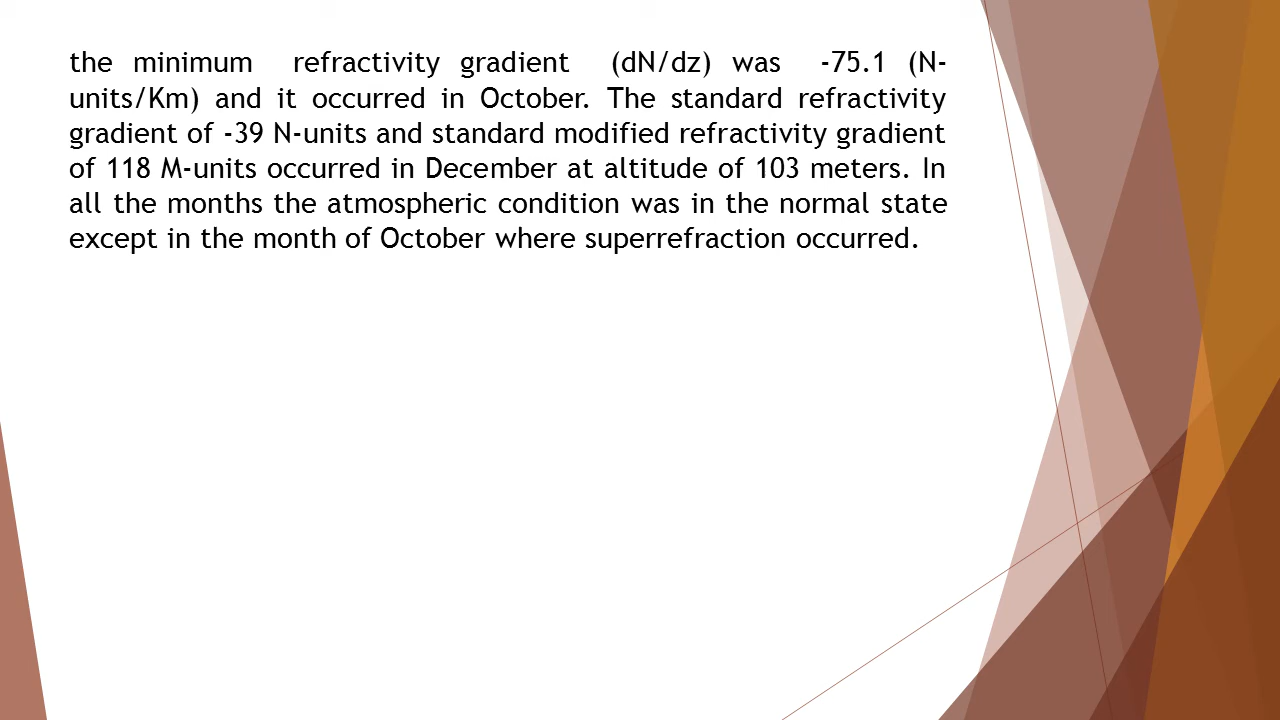 the minimum refractivity gradient (dN/dz) was -75.1 (N-
units/Km) and it occurred in October. The standard refractivity
gradient of -39 N-units and standard modified refractivity gradient
of 118 M-units occurred in December at altitude of 103 meters. In
all the months the atmospheric condition was in the normal state
except in the month of October where superrefraction occurred.